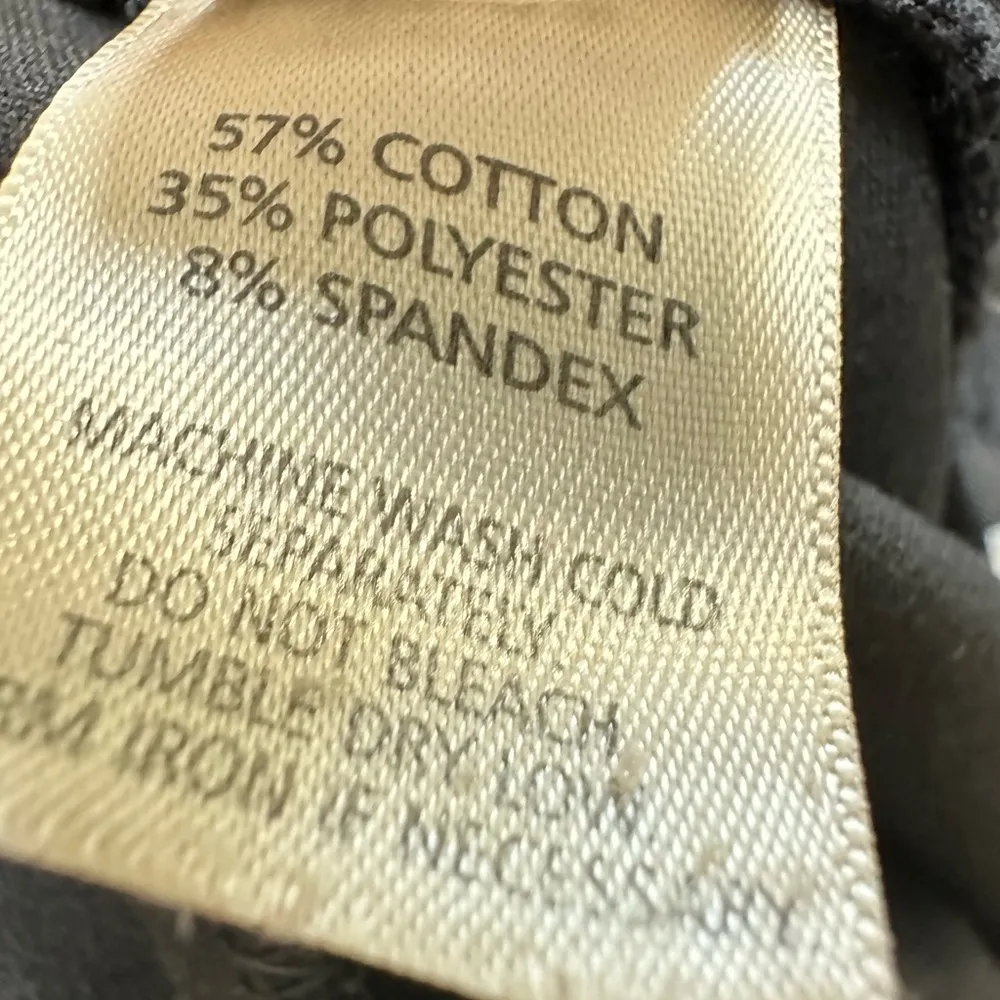 57% COTTON
35% POLYESTER
8% SPANDEX
MACHINE WASH COLD
SEPARATELY.
DO NOT BLEACH
TUMBLE DRY LOW
IRON IF NECESSARY